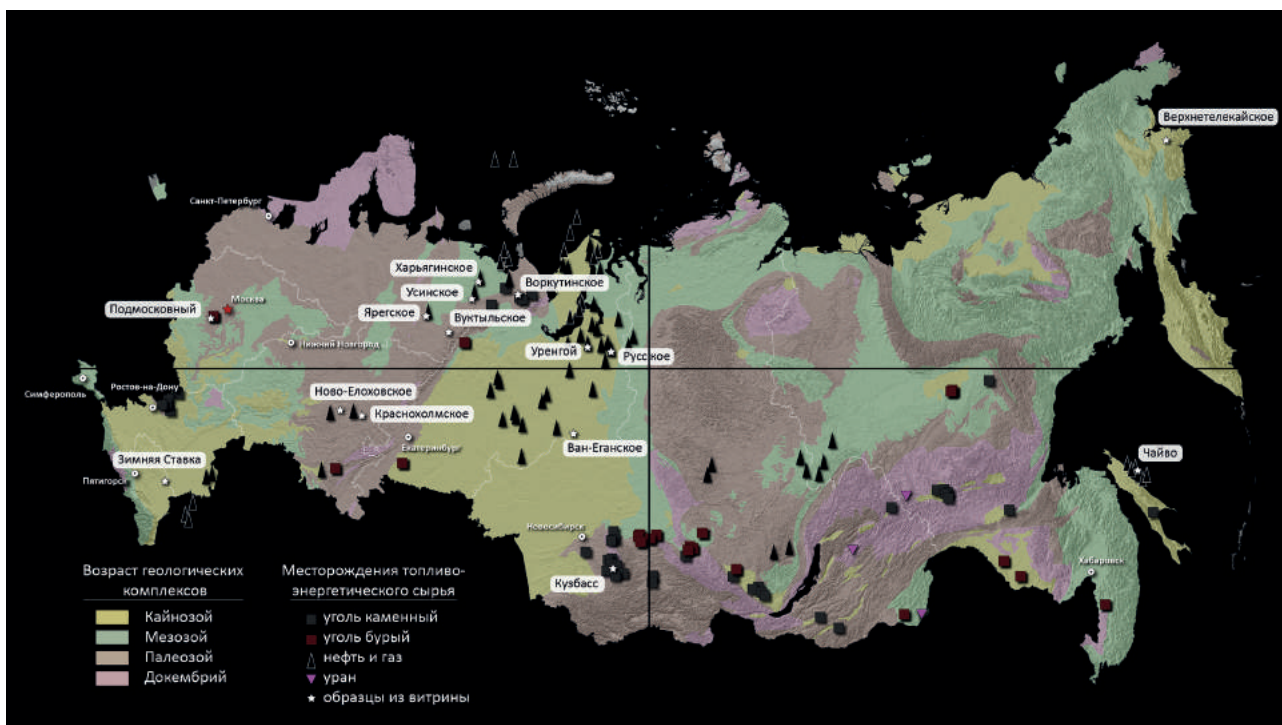 Верхнетелекайское
Санкт-Петербург
Харьягинское
Воркутинское
Усинское
Подмосковный
Москва
Ярегское
Вуктыльское
Нижний Новгород
Уренгой
Русское
Ростов-на-Дону
Симферополь
Ново-Елоховское
Краснохолмское
Екатеринбург
Ван-Еганское
Зимняя Ставка
Пятигорск
Чайво
Новосибирск
Кузбасс
Хабаровск
Возраст геологических
комплексов
Кайнозой
Мезозой
Палеозой
Докембрий
Месторождения топливо-
энергетического сырья
уголь каменный
уголь бурый
нефть и газ
уран
образцы из витрины